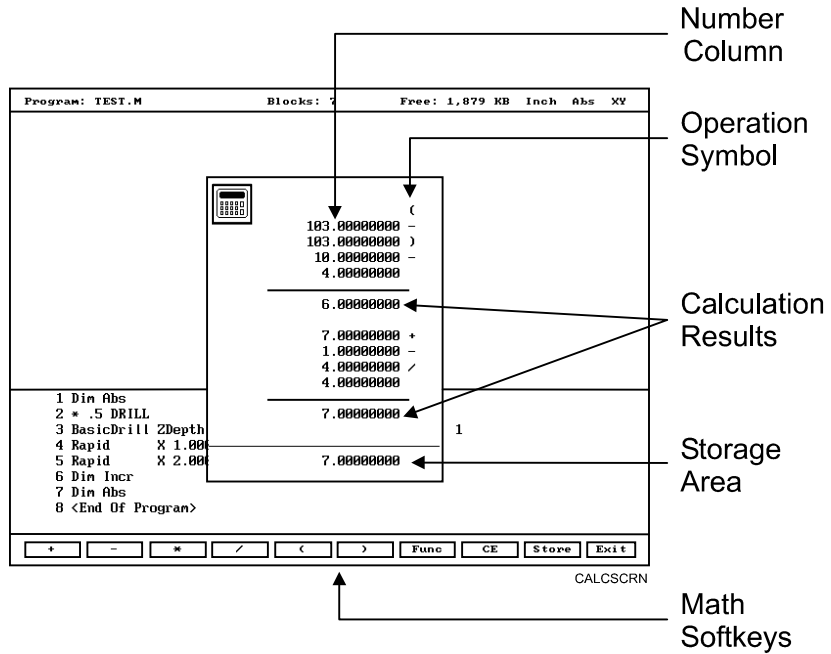 Number
Column
Program: TEST.M Blocks: 7 Free: 1,879 KB Inch Abs XY
Operation
Symbol
(
103.00000000 -
103.00000000 )
10.00000000 -
4.00000000
6.00000000
Calculation
Results
7.00000000 +
1.00000000 -
4.00000000 /
4.00000000
7.00000000
1 Dim Abs
2 * .5 DRILL
3 BasicDrill ZDepth 1
4 Rapid X 1.000
5 Rapid X 2.000
6 Dim Incr
7 Dim Abs
8 <End Of Program>
7.00000000
Storage
Area
+ - * / ( ) Func CE Store Exit
CALCSCRN
Math
Softkeys